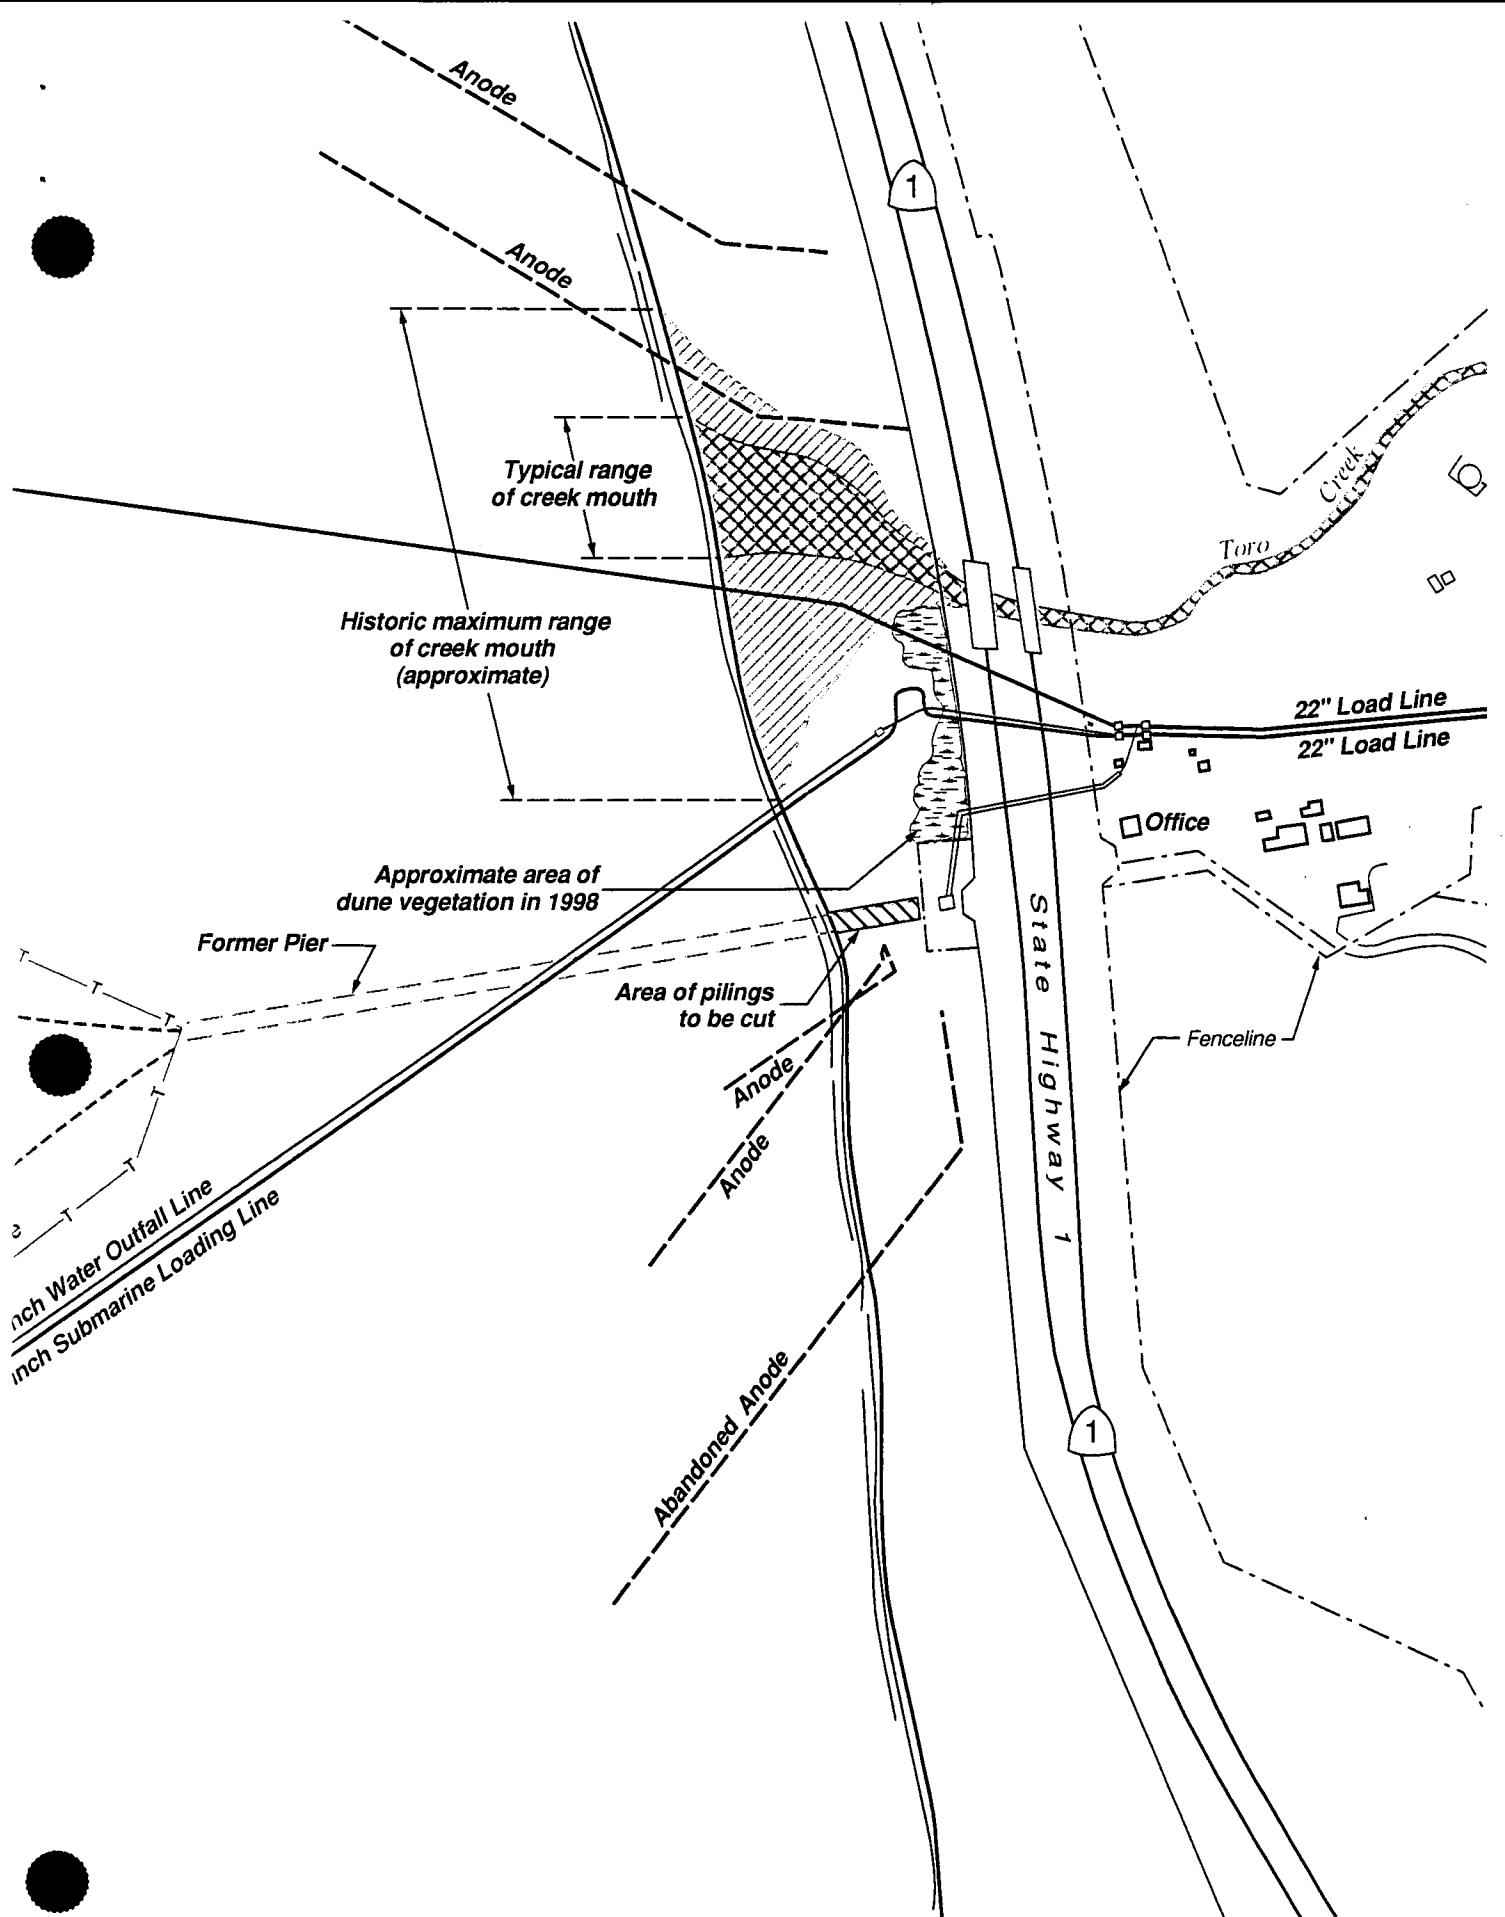 Anode
1
Anode
Creek
Typical range
of creek mouth
Toro
Historic maximum range
of creek mouth
(approximate)
22" Load Line
22" Load Line
Office
Approximate area of
dune vegetation in 1998
State Highway 1
Former Pier
T
T
Area of pilings
to be cut
Fenceline
Anode
T
Anode
T
T
nch Water Outfall Line
inch Submarine Loading Line
Abandoned Anode
1